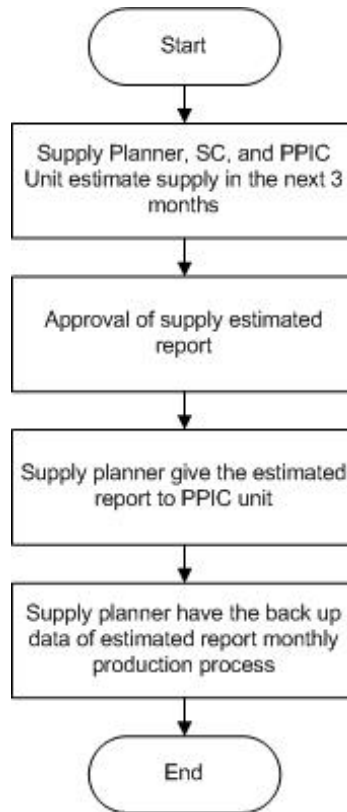 Start
Supply Planner, SC, and PPIC
Unit estimate supply in the next 3
months
Approval of supply estimated
report
Supply planner give the estimated
report to PPIC unit
Supply planner have the back up
data of estimated report monthly
production process
End